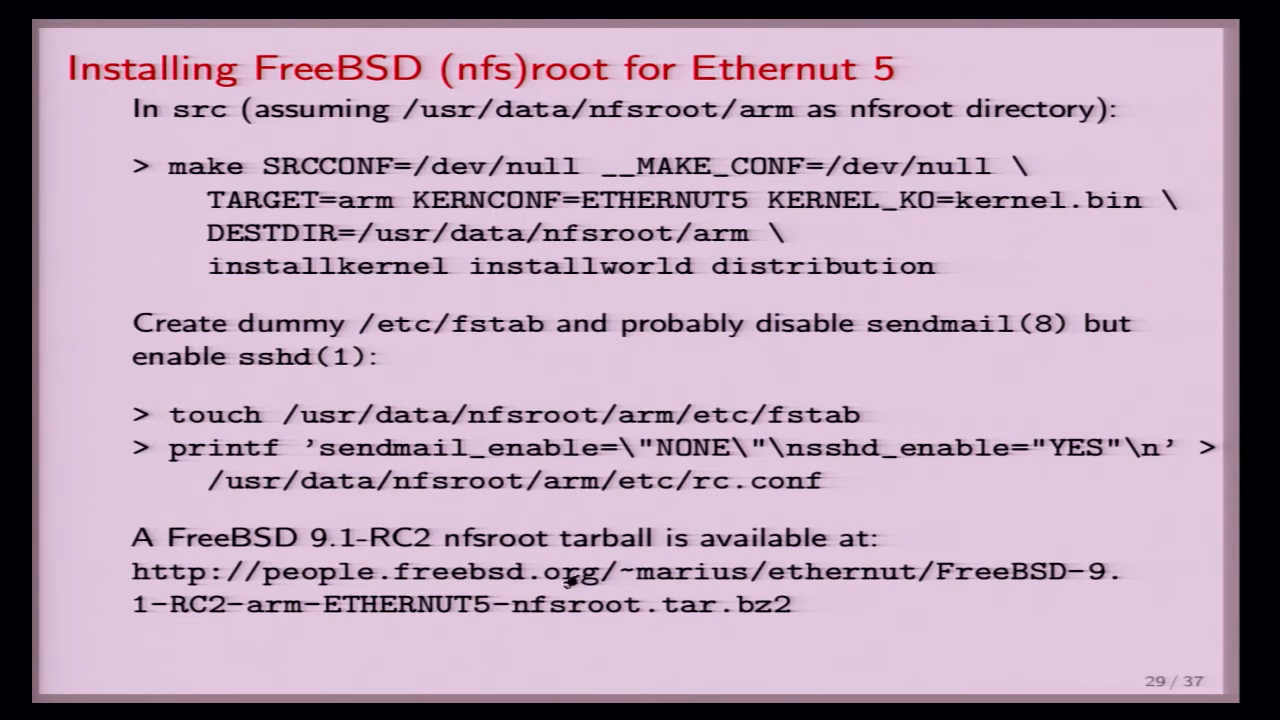 Installing FreeBSD (nfs)root for Ethernut 5
In src (assuming /usr/data/nfsroot/arm as nfsroot directory):
> make SRCCONF=/dev/null __MAKE_CONF=/dev/null \
TARGET=arm KERNCONF=ETHERNUT5 KERNEL_KO=kernel.bin \
DESTDIR=/usr/data/nfsroot/arm \
installkernel installworld distribution
Create dummy /etc/fstab and probably disable sendmail(8) but
enable sshd(1):
> touch /usr/data/nfsroot/arm/etc/fstab
> printf ’sendmail_enable=\"NONE\"\nsshd_enable="YES"\n’ >
/usr/data/nfsroot/arm/etc/rc.conf
A FreeBSD 9.1-RC2 nfsroot tarball is available at:
http://people.freebsd.org/~marius/ethernut/FreeBSD-9.
1-RC2-arm-ETHERNUT5-nfsroot.tar.bz2
29 / 37